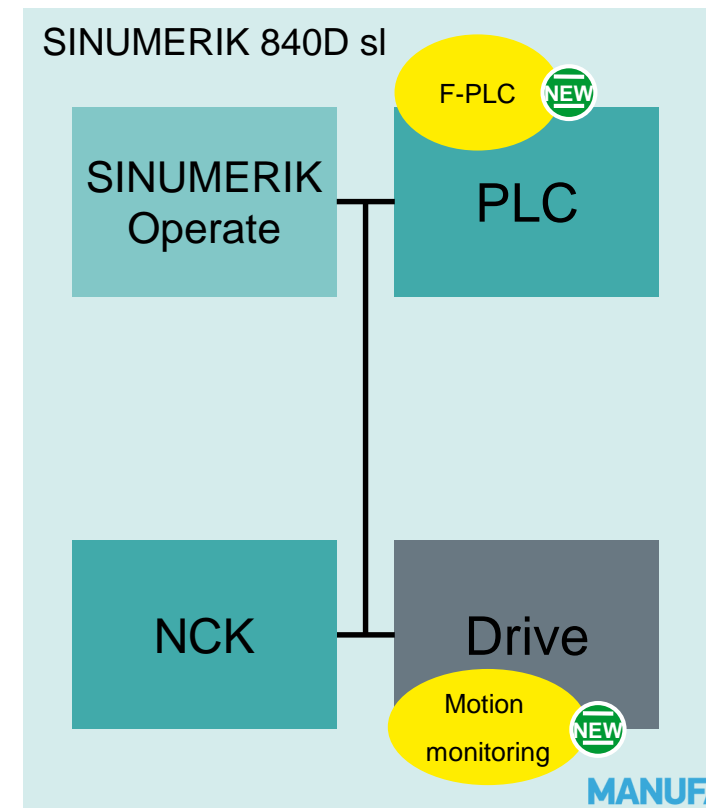 SINUMERIK 840D sl
F-PLC
NEW
SINUMERIK
Operate
PLC
NCK
Drive
Motion
monitoring
NEW